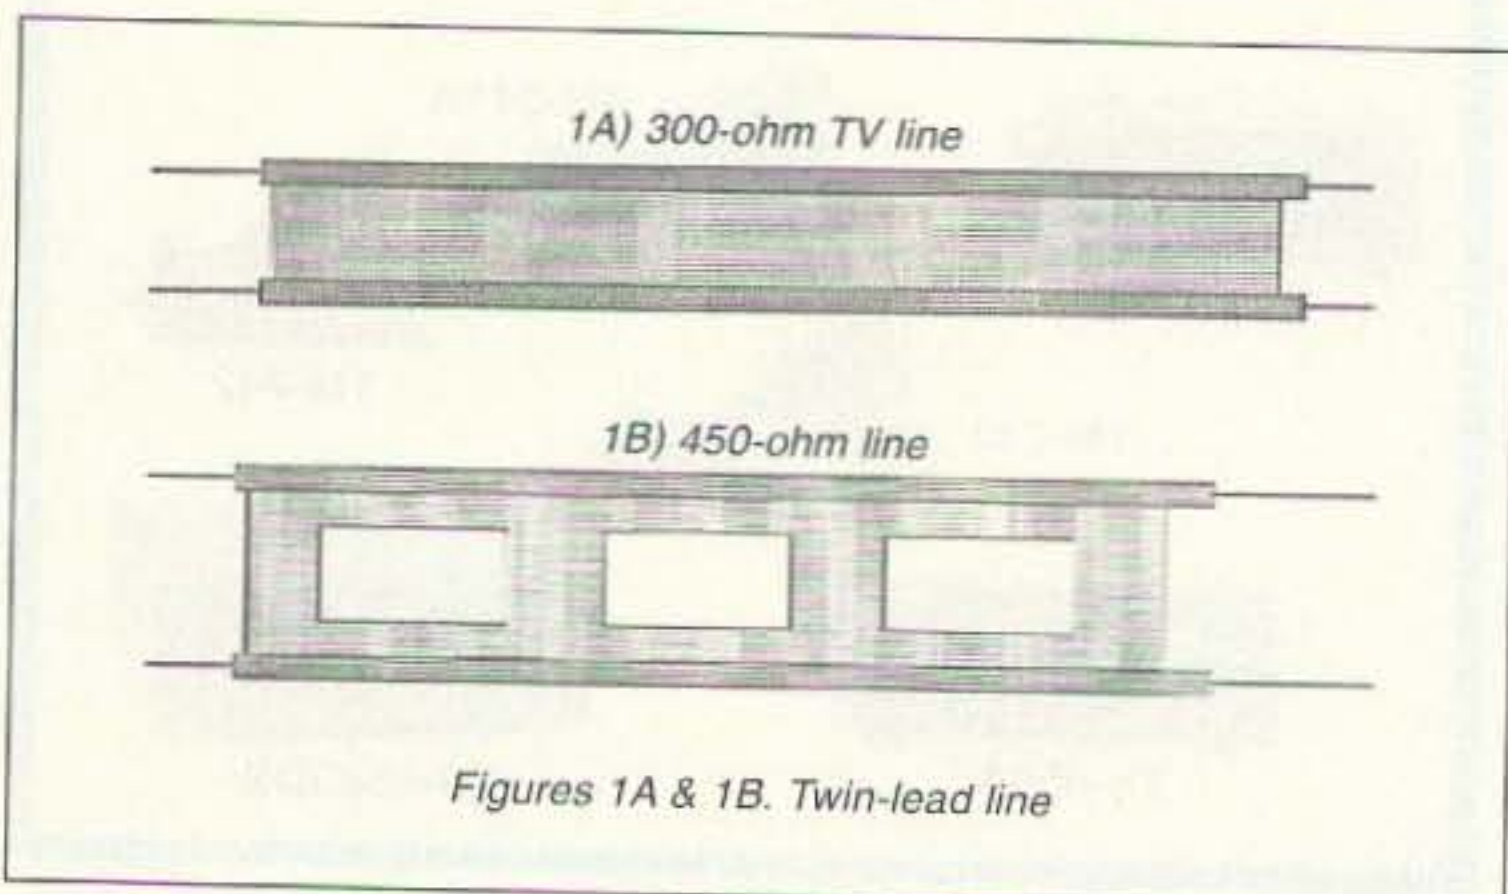 1A) 300-ohm TV line
1B) 450-ohm line
Figures 1A & 1B. Twin-lead line